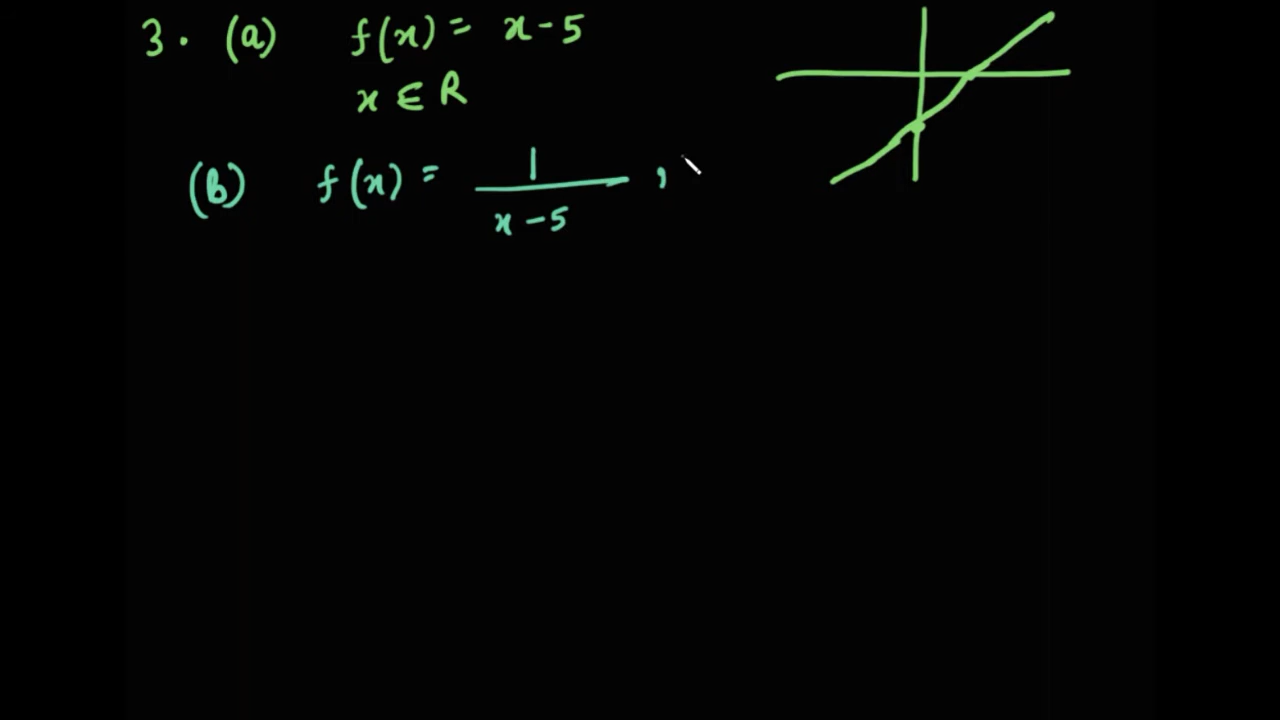 3. (a) f(x) = x-5
x ∈ R
(b) f(x) = 1/(x-5) ,